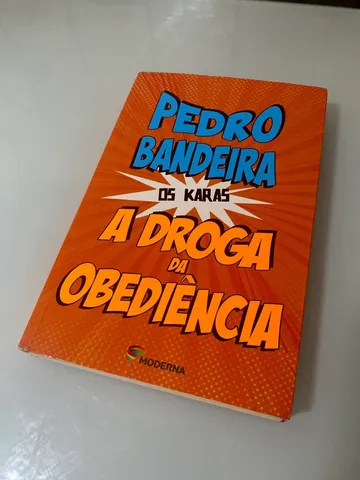 PEDRO
BANDEIRA
OS KARAS
A DROGA
DA
OBEDIÊNCIA
MODERNA